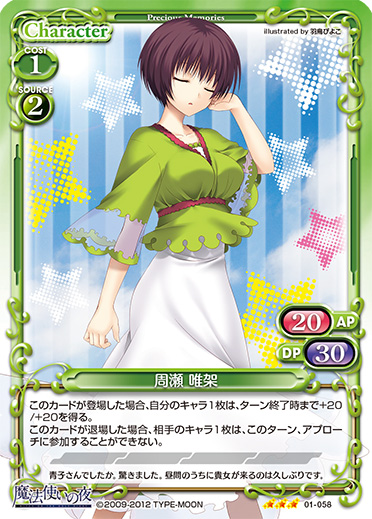 Precious Memories
Character
illustrated by 羽鳥ぴよこ
COST
1
SOURCE
2
20 AP
DP 30
周瀬 唯架
このカードが登場した場合、自分のキャラ1枚は、ターン終了時まで+20
/+20を得る。
このカードが退場した場合、相手のキャラ1枚は、このターン、アプロー
チに参加することができない。
青子さんでしたか。驚きました。昼間のうちに貴女が来るのは久しぶりです。
魔法使いの夜
©2009-2012 TYPE-MOON
01-058